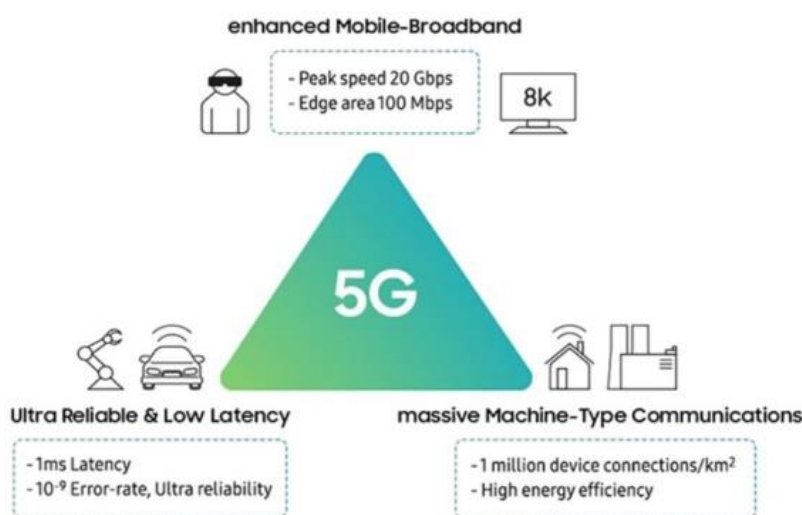 enhanced Mobile-Broadband
- Peak speed 20 Gbps
- Edge area 100 Mbps
8k
5G
Ultra Reliable & Low Latency
- 1ms Latency
- 10⁻⁹ Error-rate, Ultra reliability
massive Machine-Type Communications
- 1 million device connections/km²
- High energy efficiency